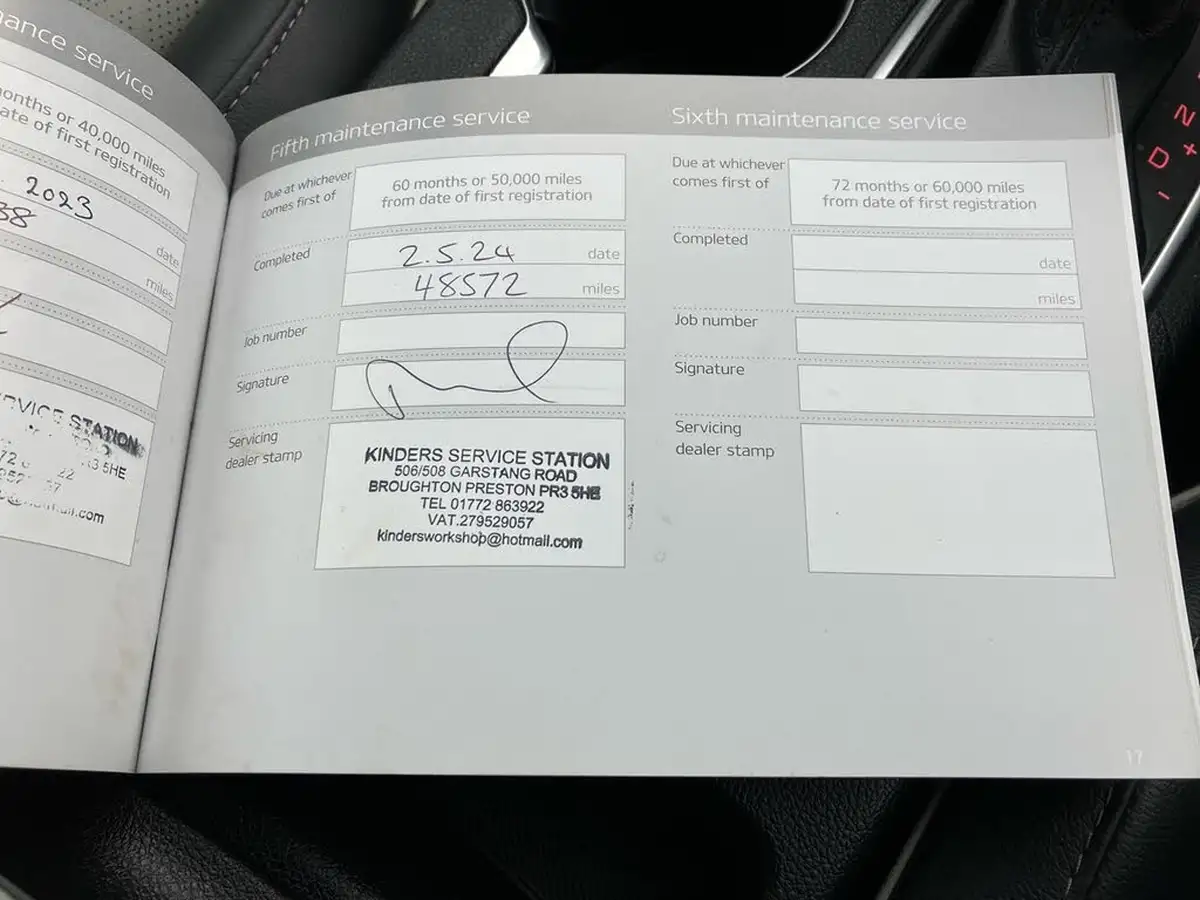 ance service
onths or 40,000 miles
ate of first registration
2023
38
date
miles
RVICE STATION
R3 5HE
.com
Fifth maintenance service
Due at whichever
comes first of
60 months or 50,000 miles
from date of first registration
Completed
2.5.24 date
48572 miles
Job number
Signature
Servicing
dealer stamp
KINDERS SERVICE STATION
506/508 GARSTANG ROAD
BROUGHTON PRESTON PR3 5HE
TEL 01772 863922
VAT.279529057
kindersworkshop@hotmail.com
Sixth maintenance service
Due at whichever
comes first of
72 months or 60,000 miles
from date of first registration
Completed
date
miles
Job number
Signature
Servicing
dealer stamp
17
N
D +
-